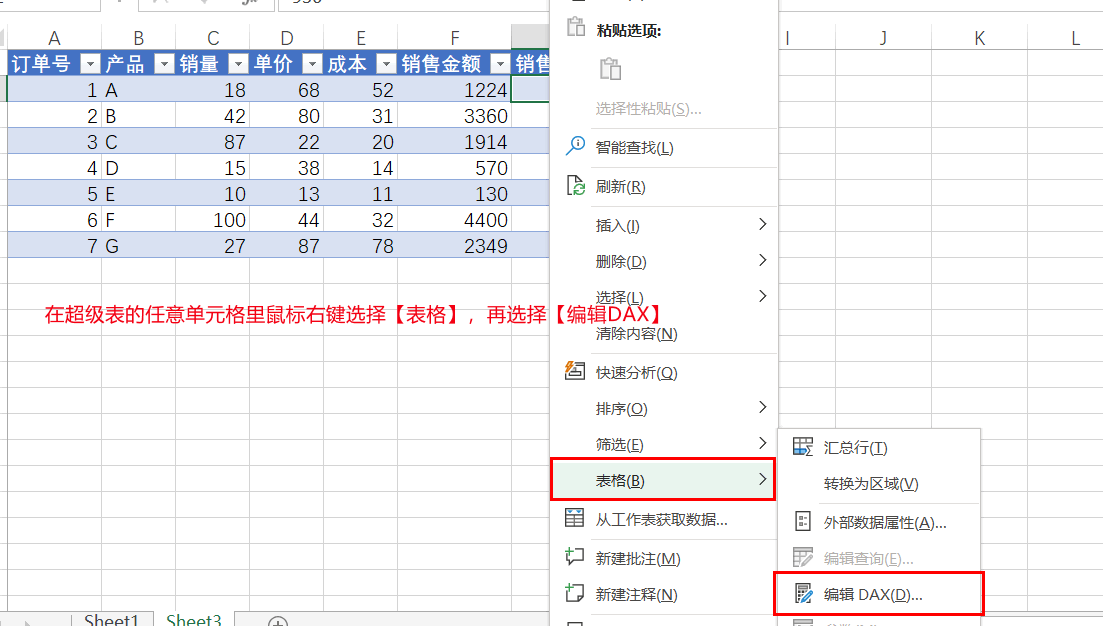 A B C D E F I J K L
订单号 产品 销量 单价 成本 销售金额 销售
1 A 18 68 52 1224
2 B 42 80 31 3360
3 C 87 22 20 1914
4 D 15 38 14 570
5 E 10 13 11 130
6 F 100 44 32 4400
7 G 27 87 78 2349
在超级表的任意单元格里鼠标右键选择【表格】，再选择【编辑DAX】
粘贴选项:
选择性粘贴(S)...
智能查找(L)
刷新(R)
插入(I)
删除(D)
选择(L)
清除内容(N)
快速分析(Q)
排序(O)
筛选(E)
表格(B)
从工作表获取数据...
新建批注(M)
新建注释(N)
汇总行(T)
转换为区域(V)
外部数据属性(A)...
编辑查询(E)...
编辑 DAX(D)...
Sheet1 Sheet3